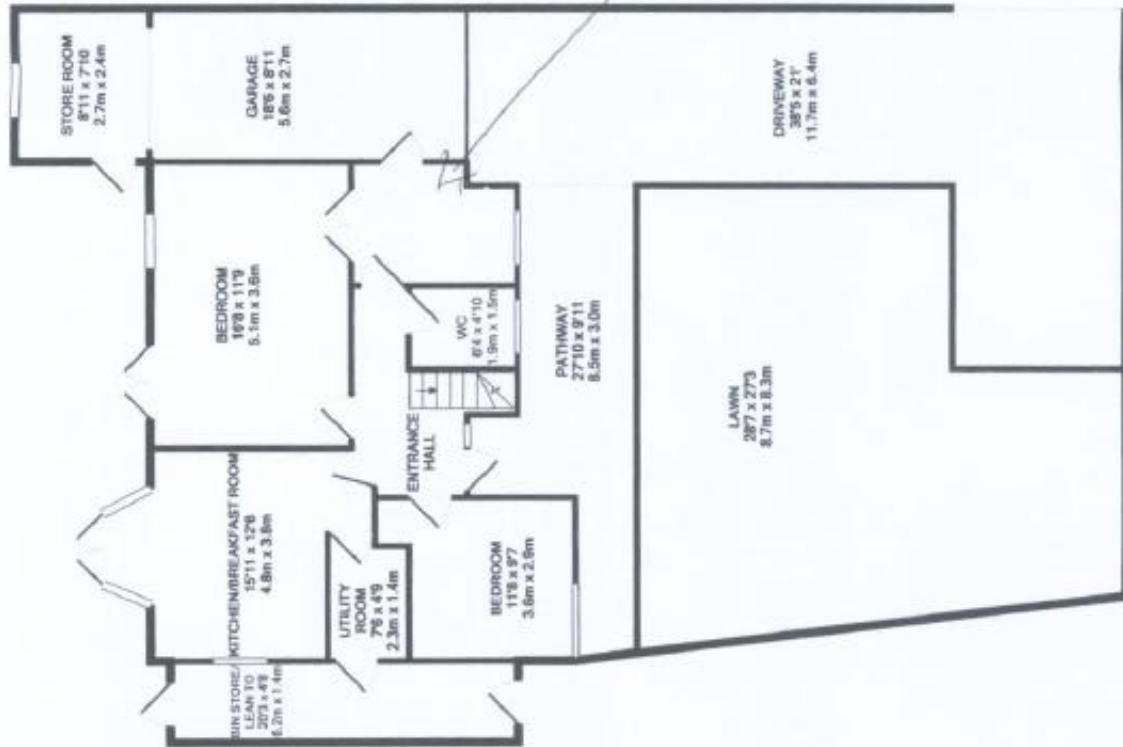 STORE ROOM
8'11 x 7'10
2.7m x 2.4m
GARAGE
18'5 x 8'11
5.6m x 2.7m
DRIVEWAY
38'5 x 21'
11.7m x 6.4m
BEDROOM
16'8 x 11'9
5.1m x 3.6m
WC
6'4 x 4'10
1.9m x 1.5m
PATHWAY
27'10 x 9'11
8.5m x 3.0m
LAWN
28'7 x 27'3
8.7m x 8.3m
ENTRANCE
HALL
KITCHEN/BREAKFAST ROOM
15'11 x 12'6
4.8m x 3.8m
UTILITY
ROOM
7'6 x 4'9
2.3m x 1.4m
BEDROOM
11'8 x 9'7
3.6m x 2.9m
BIN STORE/
LEAN TO
20'3 x 4'8
6.2m x 1.4m